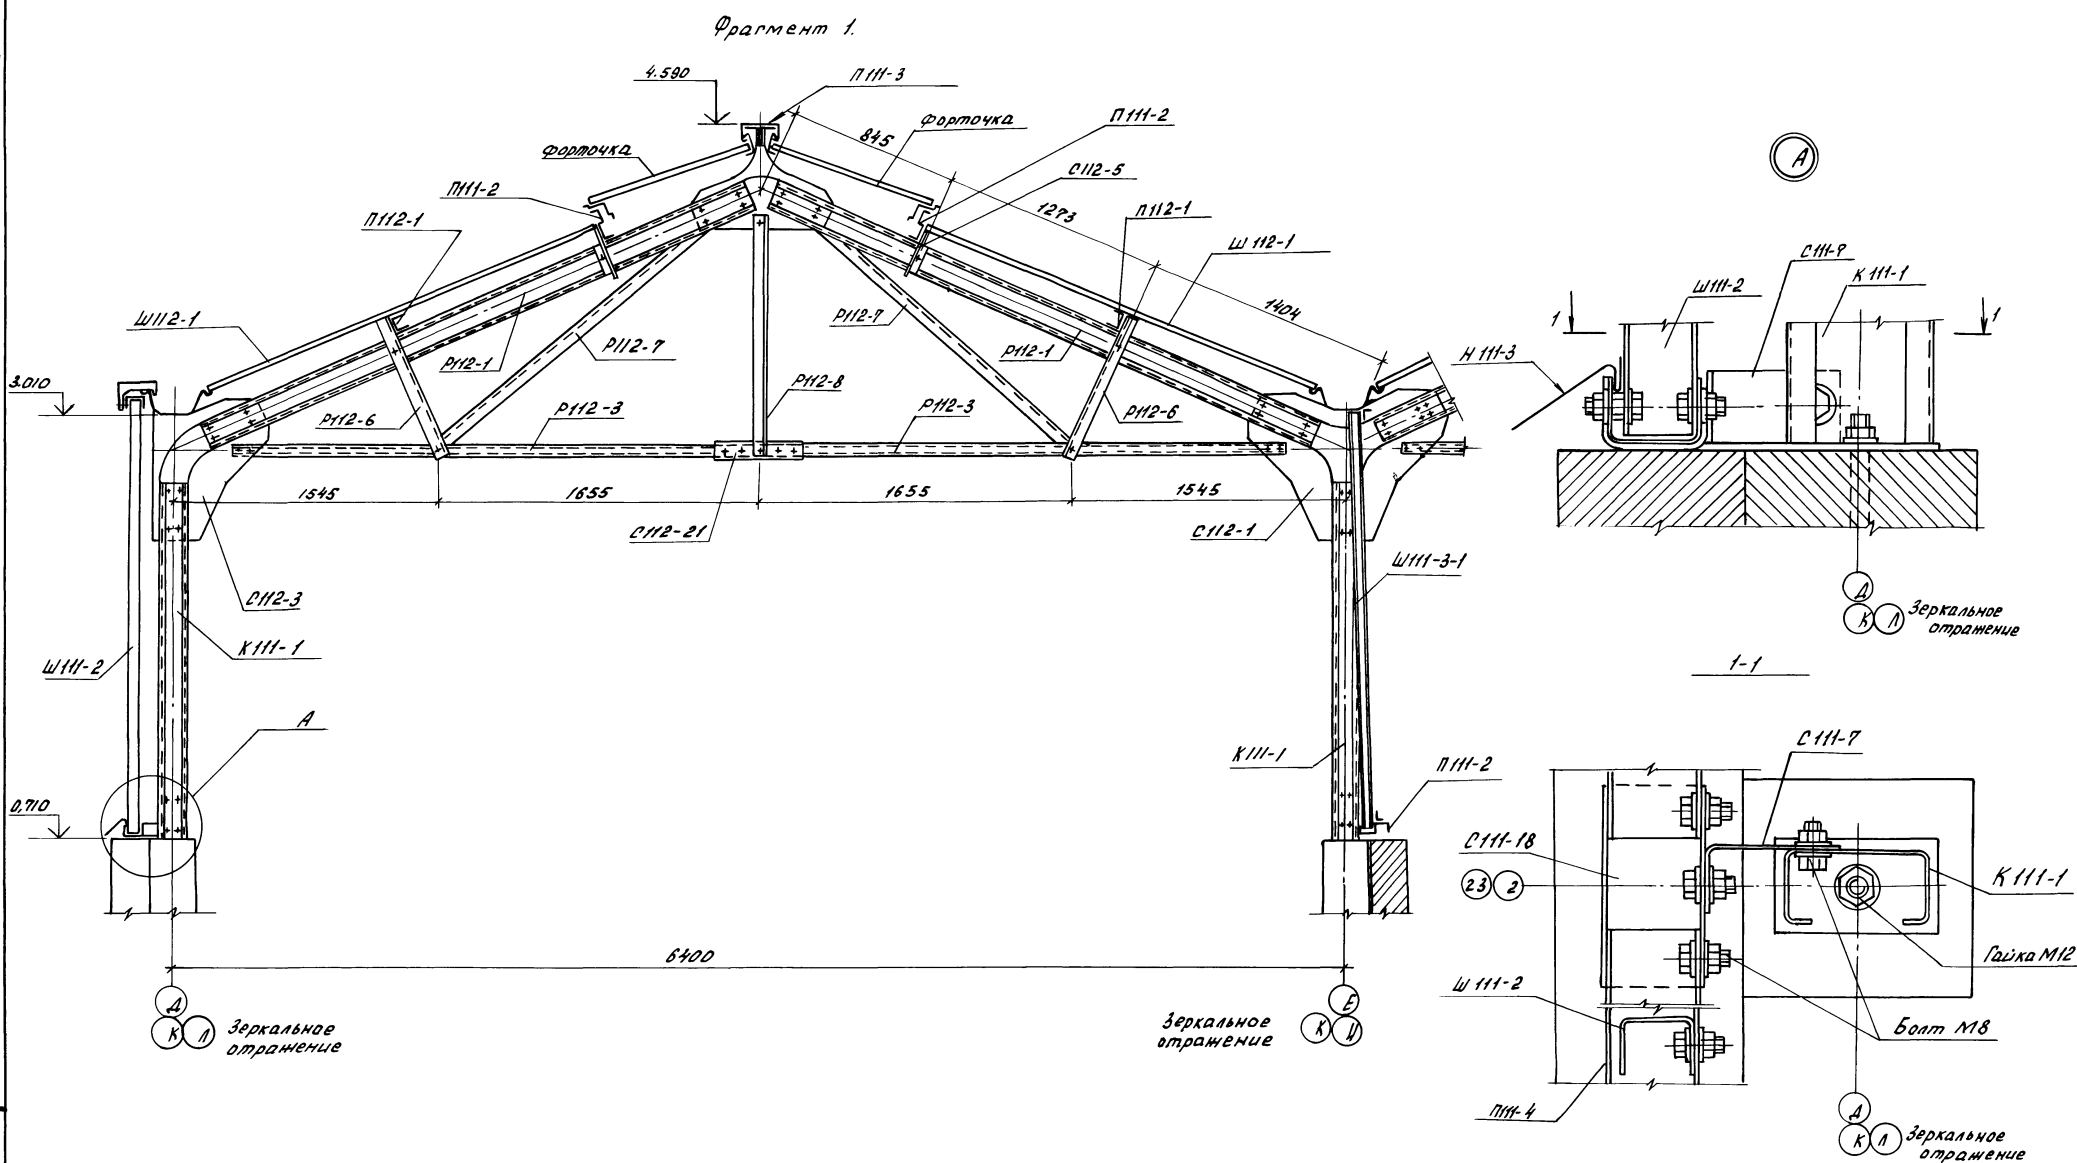 Фрагмент 1.
4.590
П111-3
форточка
845
форточка
П111-2
С112-5
П111-2
П112-1
1273
П112-1
Ш112-1
1404
Ш112-1
Р112-1
Р112-7
Р112-7
Р112-1
3.010
Р112-6
Р112-3
Р112-8
Р112-3
Р112-6
1545
1655
1655
1545
С112-21
С112-1
С112-3
К111-1
Ш111-2
Ш111-3-1
А
К111-1
П111-2
0,710
6400
Д
К Л
Зеркальное
отражение
Зеркальное
отражение
Е
К И
А
С111-7
К111-1
Ш111-2
1
1
Н111-3
Д
К Л
Зеркальное
отражение
1-1
С111-7
С111-18
23 2
К111-1
Гайка М12
Ш111-2
Болт М8
П111-4
Д
К Л
Зеркальное
отражение